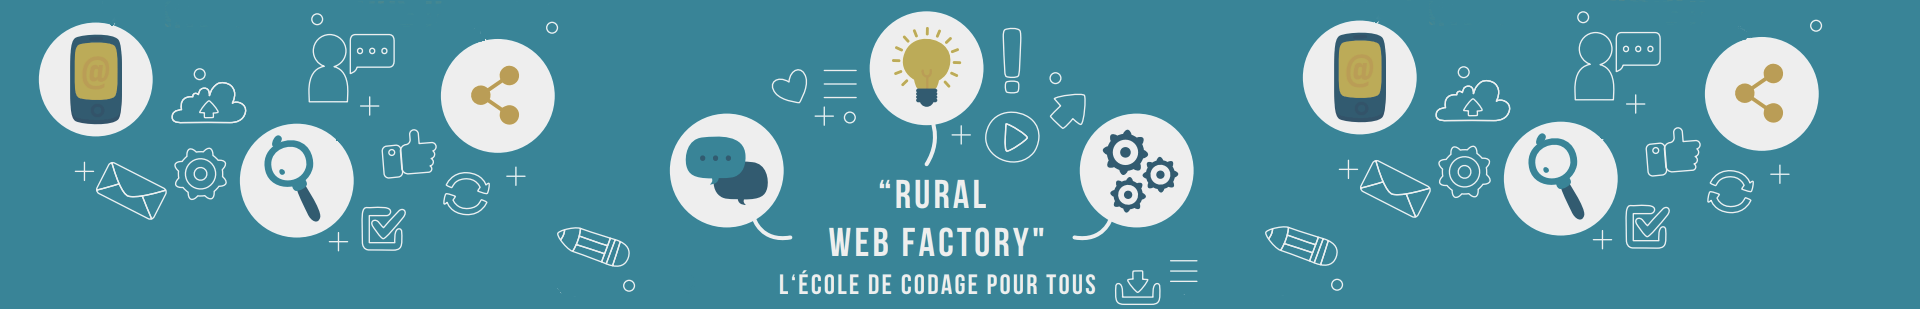 @
@
“RURAL
WEB FACTORY"
L‘ÉCOLE DE CODAGE POUR TOUS